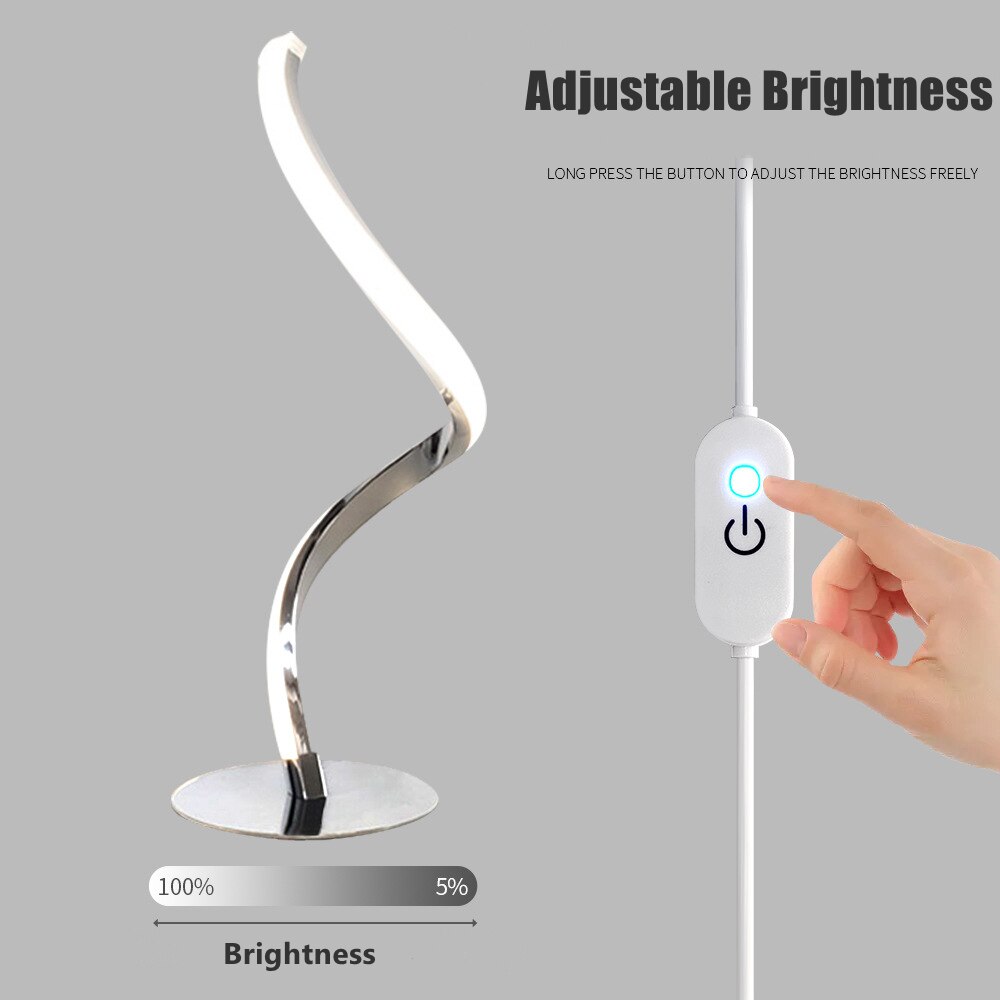 Adjustable Brightness
LONG PRESS THE BUTTON TO ADJUST THE BRIGHTNESS FREELY
100% 5%
Brightness